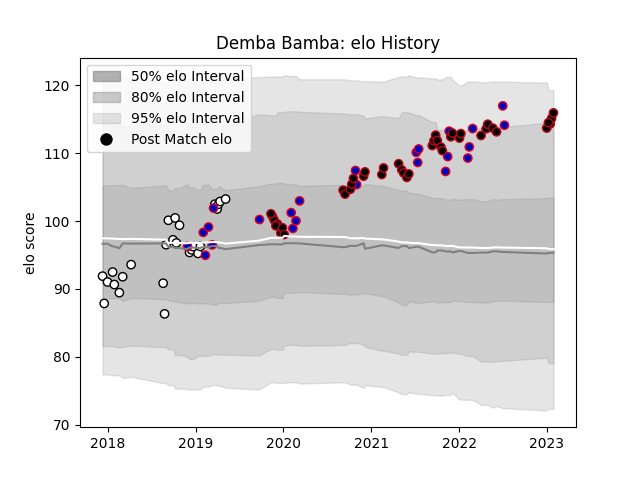 Demba Bamba: elo History
50% elo Interval
80% elo Interval
95% elo Interval
Post Match elo
elo score
120
110
100
90
80
70
2018
2019
2020
2021
2022
2023